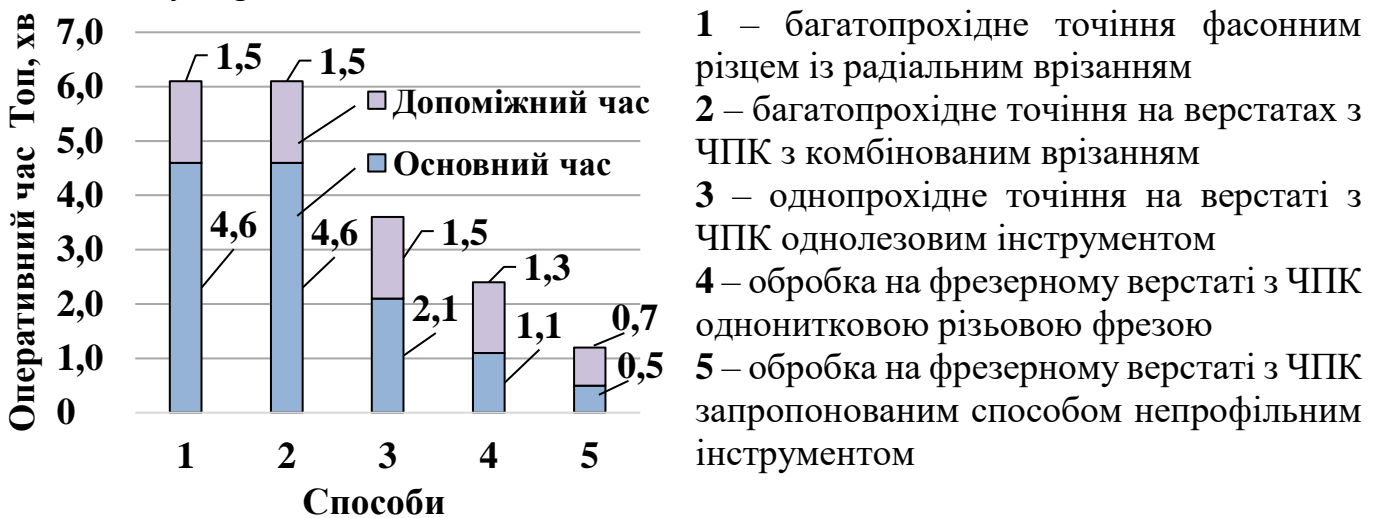 Оперативний час Топ, хв
7,0
6,0
5,0
4,0
3,0
2,0
1,0
0
1,5
1,5
Допоміжний час
Основний час
4,6
4,6
1,5
2,1
1,3
1,1
0,7
0,5
1 2 3 4 5
Способи
1 – багатопрохідне точіння фасонним
різцем із радіальним врізанням
2 – багатопрохідне точіння на верстатах з
ЧПК з комбінованим врізанням
3 – однопрохідне точіння на верстаті з
ЧПК однолезовим інструментом
4 – обробка на фрезерному верстаті з ЧПК
однонитковою різьовою фрезою
5 – обробка на фрезерному верстаті з ЧПК
запропонованим способом непрофільним
інструментом